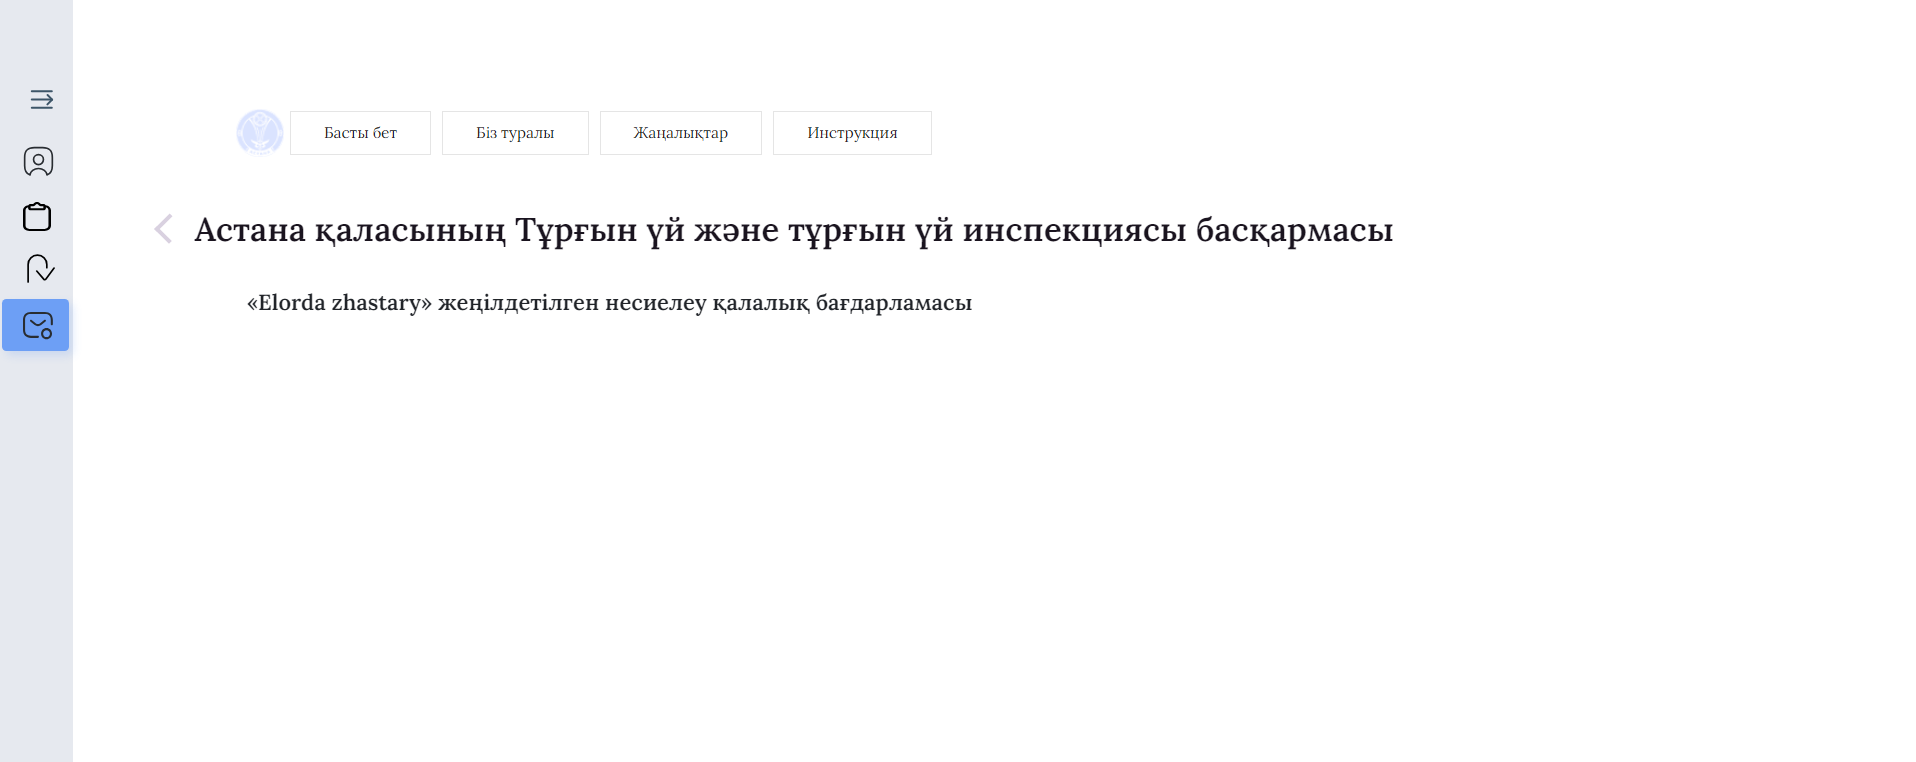 Басты бет
Біз туралы
Жаңалықтар
Инструкция
Астана қаласының Тұрғын үй және тұрғын үй инспекциясы басқармасы
«Elorda zhastary» жеңілдетілген несиелеу қалалық бағдарламасы